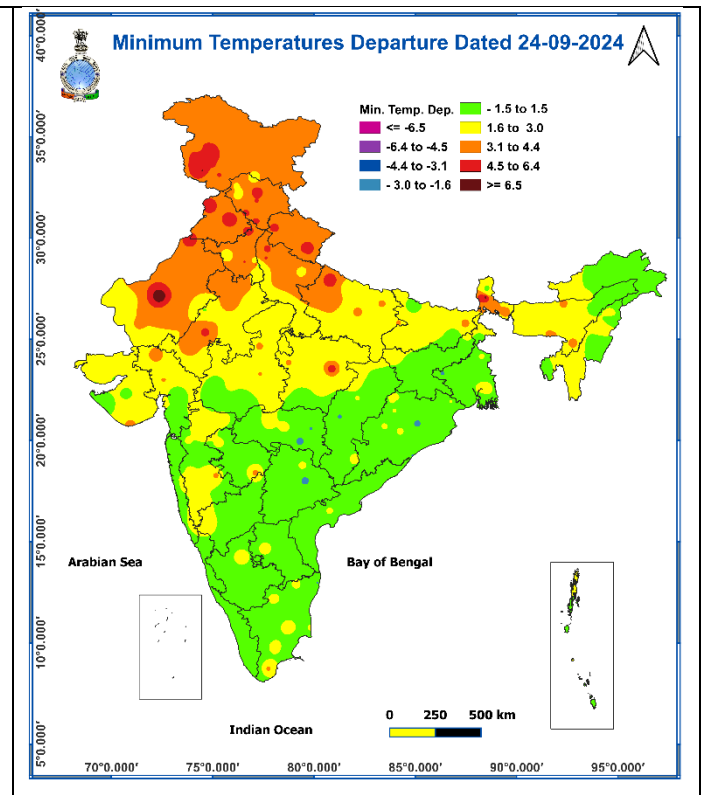 Minimum Temperatures Departure Dated 24-09-2024
Min. Temp. Dep.
<= -6.5
-6.4 to -4.5
-4.4 to -3.1
- 3.0 to -1.6
- 1.5 to 1.5
1.6 to 3.0
3.1 to 4.4
4.5 to 6.4
>= 6.5
40°0.000'
35°0.000'
30°0.000'
25°0.000'
20°0.000'
15°0.000'
10°0.000'
5°0.000'
Arabian Sea
Bay of Bengal
Indian Ocean
0 250 500 km
70°0.000' 75°0.000' 80°0.000' 85°0.000' 90°0.000' 95°0.000'